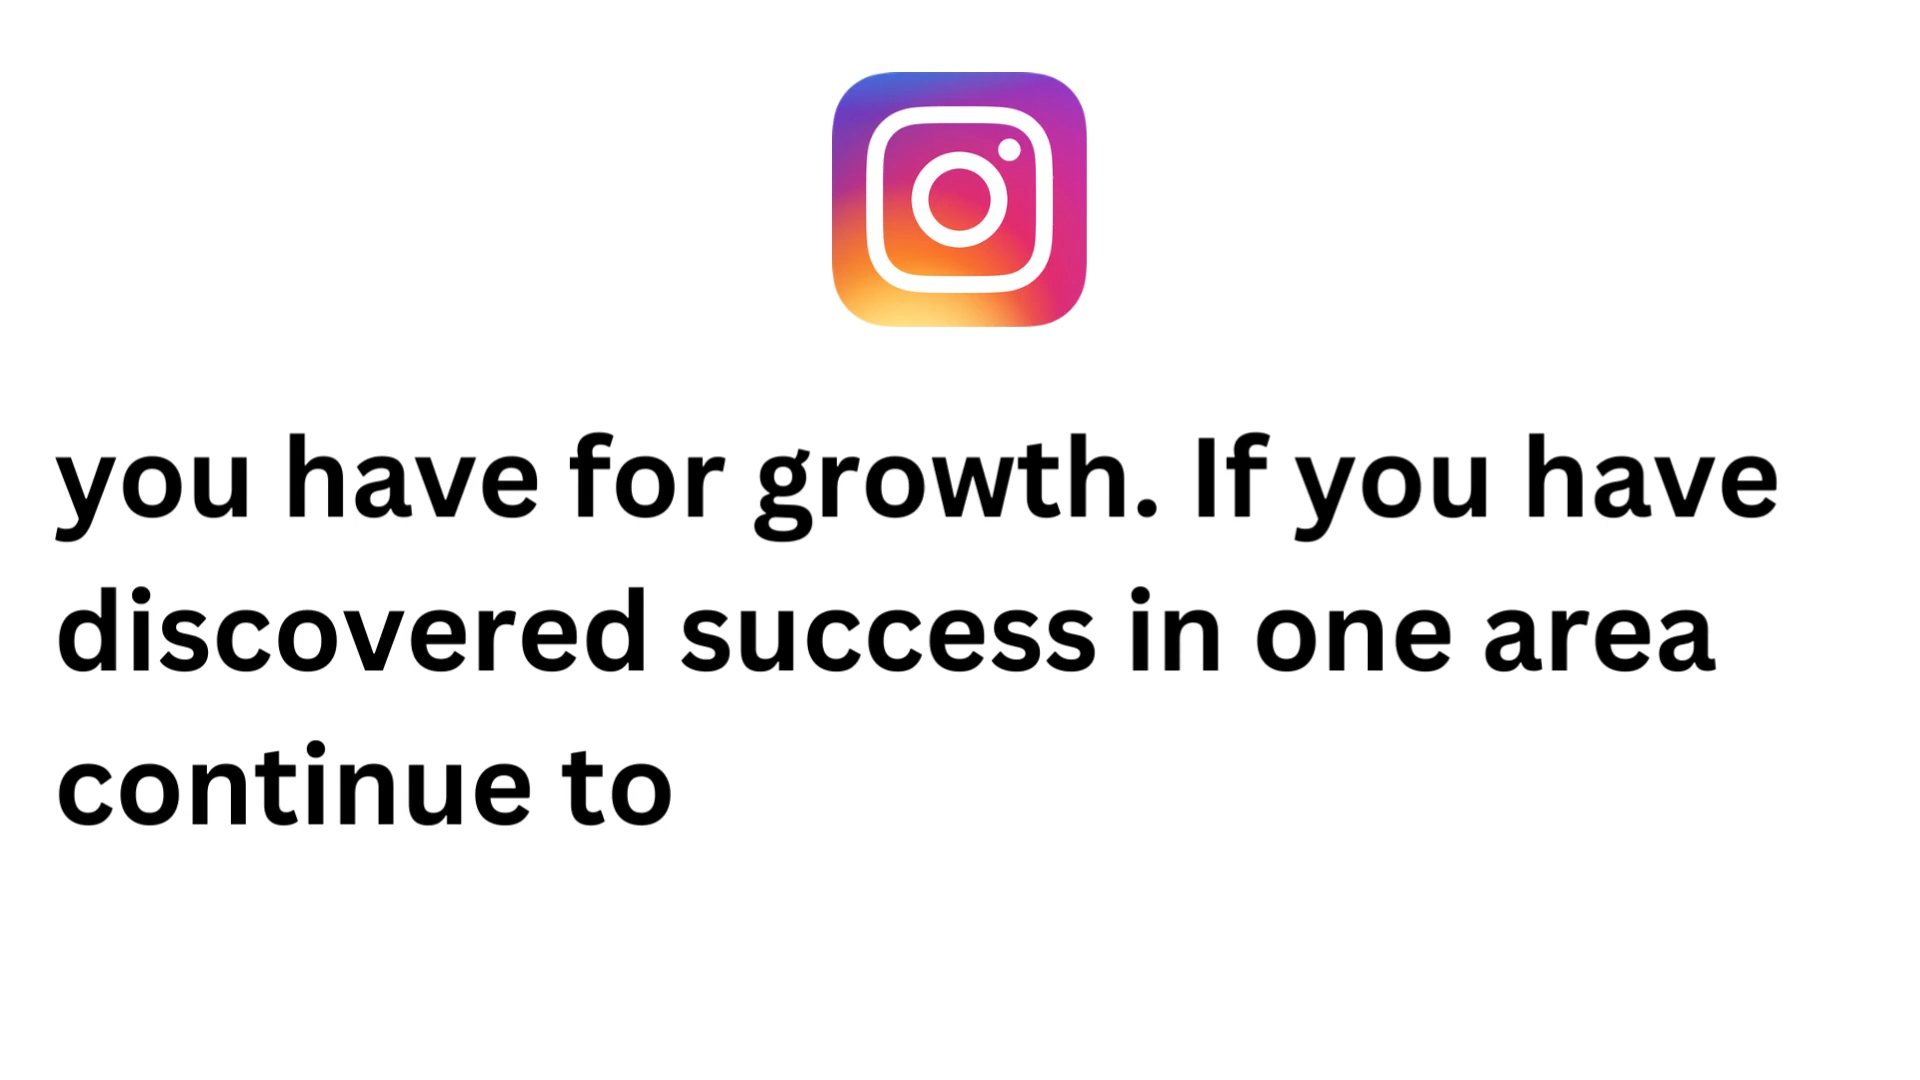 you have for growth. If you have
discovered success in one area
continue to